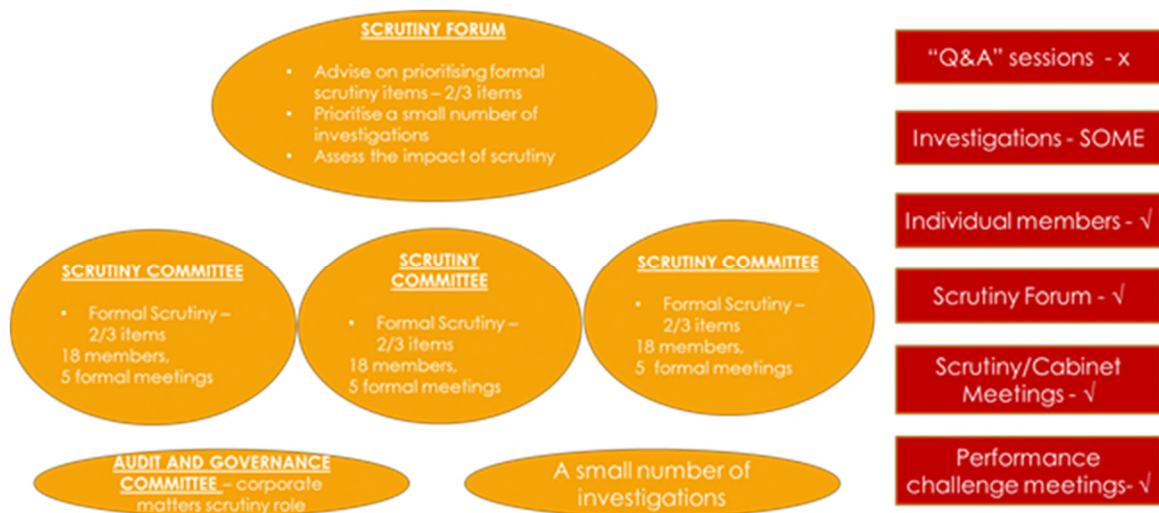 SCRUTINY FORUM
• Advise on prioritising formal
scrutiny items – 2/3 items
• Prioritise a small number of
investigations
• Assess the impact of scrutiny
SCRUTINY COMMITTEE
• Formal Scrutiny –
2/3 items
18 members,
5 formal meetings
SCRUTINY
COMMITTEE
• Formal Scrutiny –
2/3 items
18 members,
5 formal meetings
SCRUTINY COMMITTEE
• Formal Scrutiny –
2/3 items
18 members,
5 formal meetings
AUDIT AND GOVERNANCE
COMMITTEE – corporate
matters scrutiny role
A small number of
investigations
“Q&A” sessions - x
Investigations - SOME
Individual members - √
Scrutiny Forum - √
Scrutiny/Cabinet
Meetings - √
Performance
challenge meetings- √